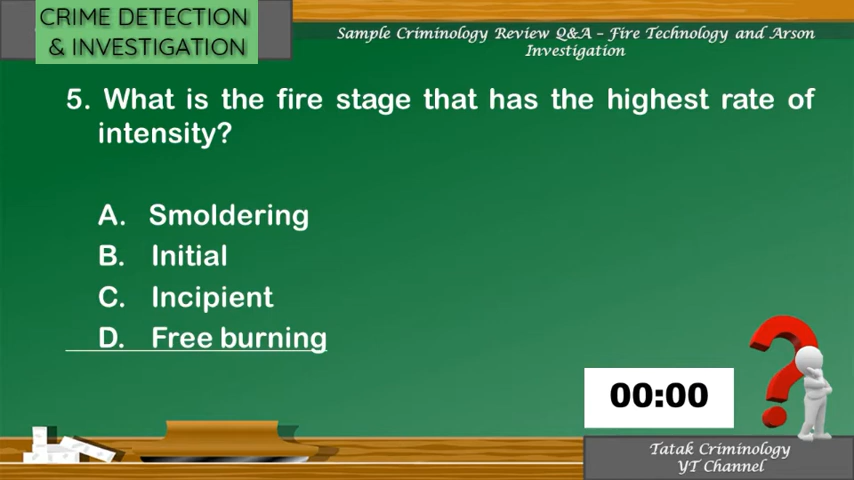 CRIME DETECTION
& INVESTIGATION
Sample Criminology Review Q&A – Fire Technology and Arson
Investigation
5. What is the fire stage that has the highest rate of
intensity?
A. Smoldering
B. Initial
C. Incipient
D. Free burning
00:00
Tatak Criminology
YT Channel